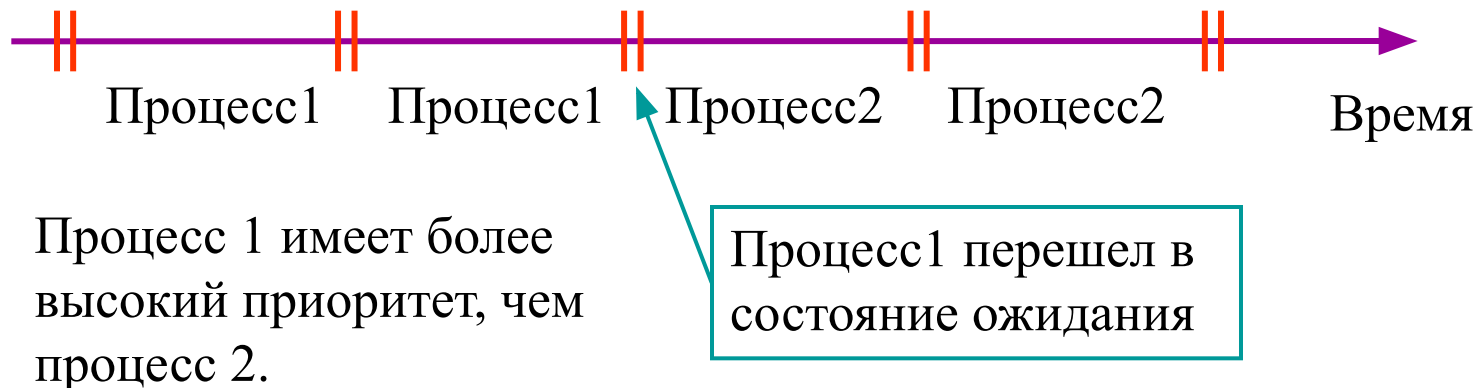 Процесс1 Процесс1 Процесс2 Процесс2 Время
Процесс 1 имеет более
высокий приоритет, чем
процесс 2.
Процесс1 перешел в
состояние ожидания